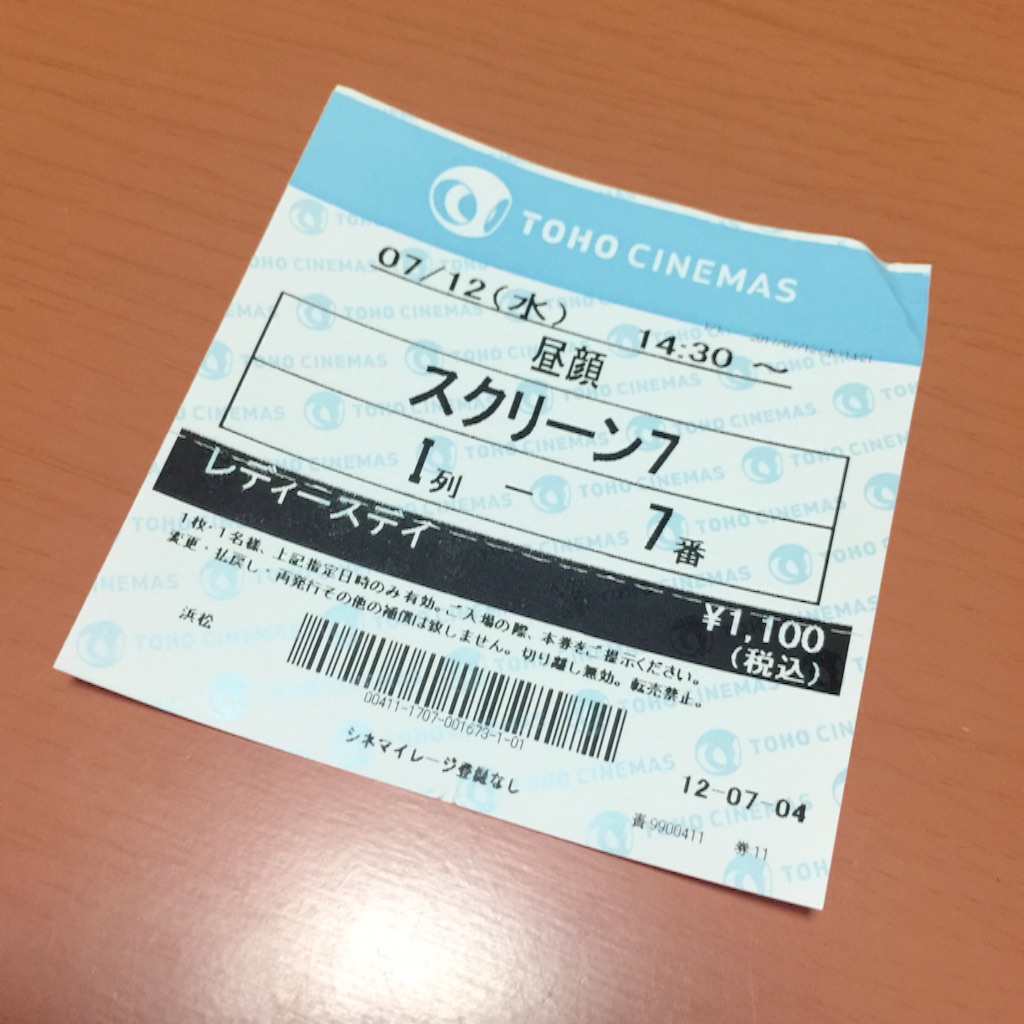 TOHO CINEMAS
07/12(水) 14:30 ～
昼顔
スクリーン7
I列 － 7番
レディースデイ
¥1,100
(税込)
1枚・1名様、上記指定日時のみ有効。ご入場の際、本券をご提示ください。
変更・払戻し・再発行その他の補償は致しません。切り離し無効。転売禁止。
浜松
00411-1707-001673-1-01
シネマイレージ登録なし
12-07-04
9900411 券11